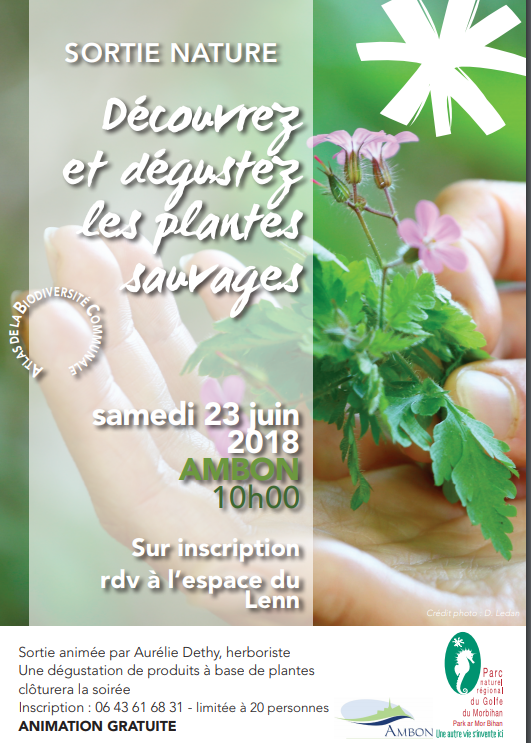 SORTIE NATURE
Découvrez
et dégustez
les plantes
sauvages
ATLAS DE LA BIODIVERSITÉ COMMUNALE
samedi 23 juin
2018
AMBON
10h00
Sur inscription
rdv à l'espace du
Lenn
Crédit photo : D. Ledan
Sortie animée par Aurélie Dethy, herboriste
Une dégustation de produits à base de plantes
clôturera la soirée
Inscription : 06 43 61 68 31 - limitée à 20 personnes
ANIMATION GRATUITE
AMBON
Parc
naturel
régional
du Golfe
du Morbihan
Park ar Mor Bihan
Une autre vie s'invente ici